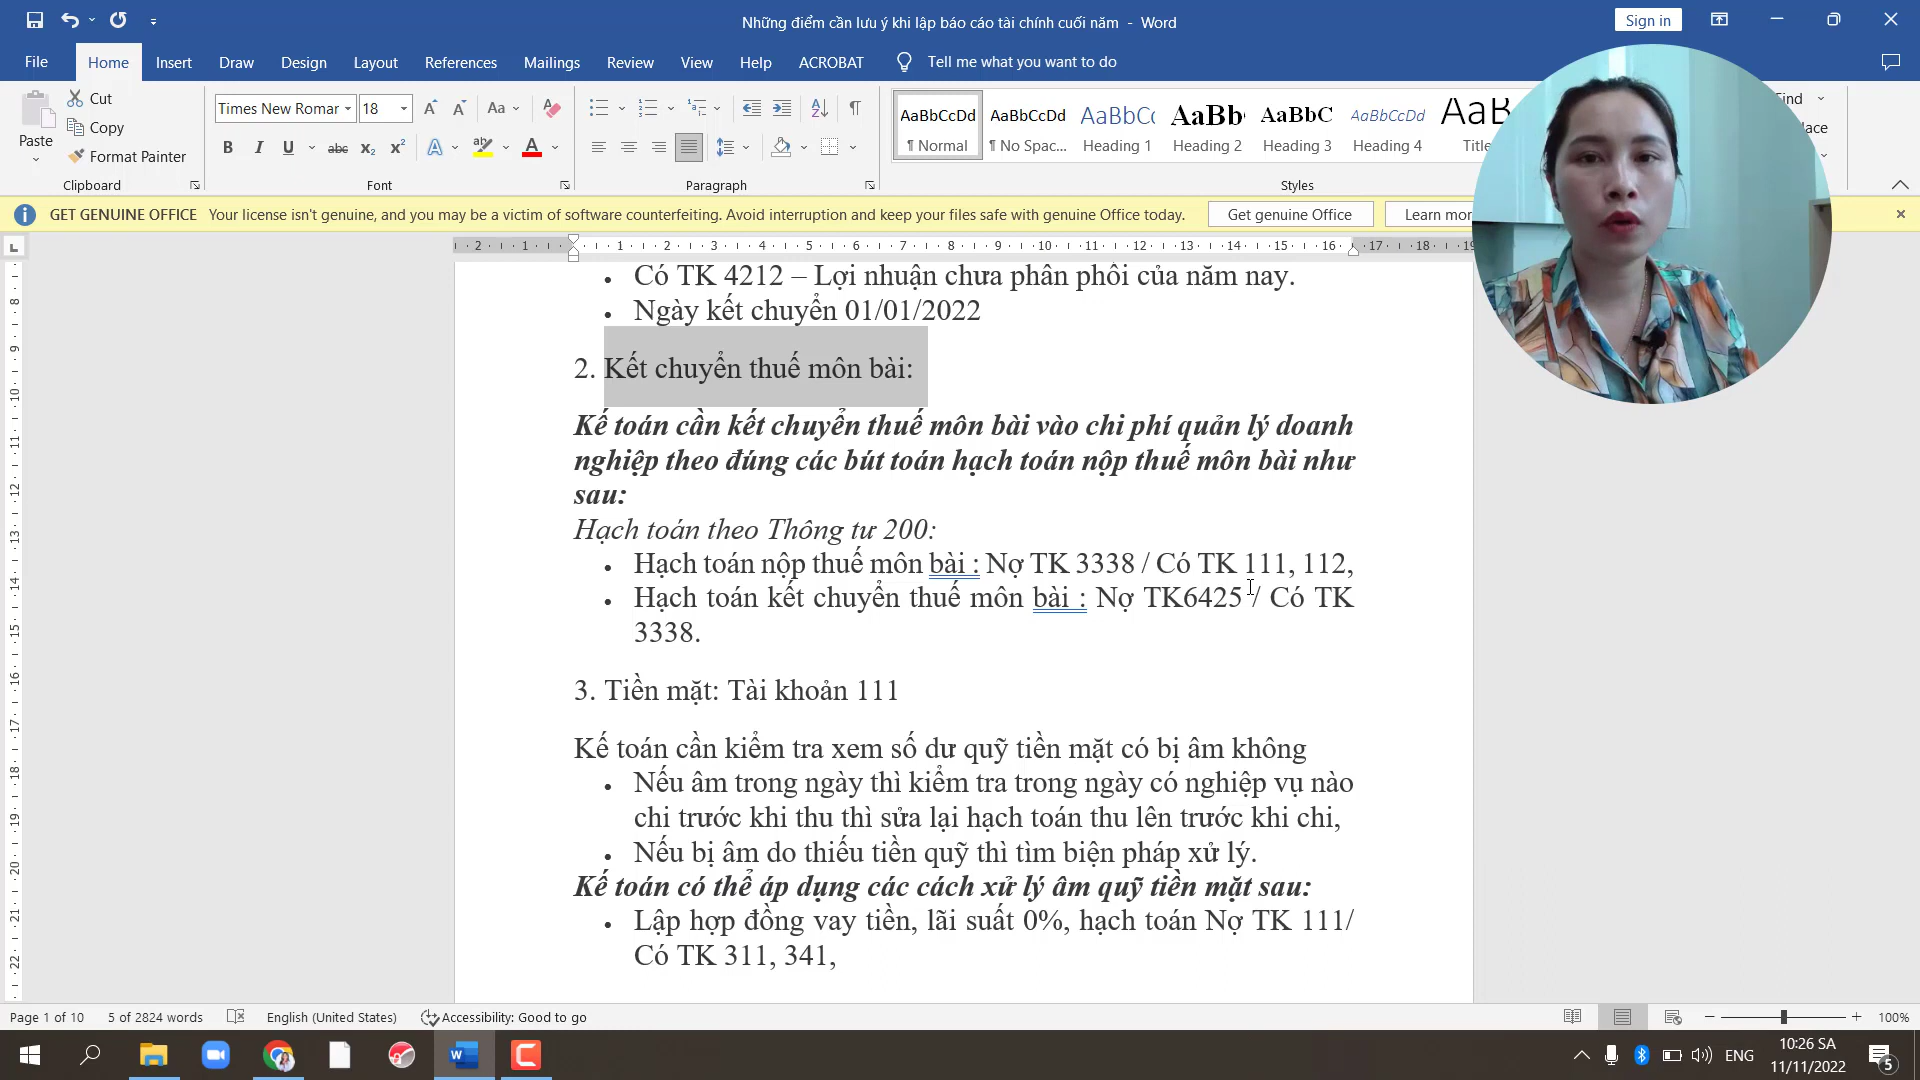 Những điểm cần lưu ý khi lập báo cáo tài chính cuối năm - Word
Sign in
File Home Insert Draw Design Layout References Mailings Review View Help ACROBAT Tell me what you want to do
Paste
Cut
Copy
Format Painter
Times New Roman 18
AaBbCcDd AaBbCcDd AaBbCc AaBb AaBbC AaBbCcDd AaB
¶ Normal ¶ No Spac... Heading 1 Heading 2 Heading 3 Heading 4 Title
Clipboard Font Paragraph Styles
GET GENUINE OFFICE Your license isn't genuine, and you may be a victim of software counterfeiting. Avoid interruption and keep your files safe with genuine Office today. Get genuine Office Learn mor
• Có TK 4212 – Lợi nhuận chưa phân phối của năm nay.
• Ngày kết chuyển 01/01/2022
2. Kết chuyển thuế môn bài:
Kế toán cần kết chuyển thuế môn bài vào chi phí quản lý doanh
nghiệp theo đúng các bút toán hạch toán nộp thuế môn bài như
sau:
Hạch toán theo Thông tư 200:
• Hạch toán nộp thuế môn bài : Nợ TK 3338 / Có TK 111, 112,
• Hạch toán kết chuyển thuế môn bài : Nợ TK6425 / Có TK
3338.
3. Tiền mặt: Tài khoản 111
Kế toán cần kiểm tra xem số dư quỹ tiền mặt có bị âm không
• Nếu âm trong ngày thì kiểm tra trong ngày có nghiệp vụ nào
chi trước khi thu thì sửa lại hạch toán thu lên trước khi chi,
• Nếu bị âm do thiếu tiền quỹ thì tìm biện pháp xử lý.
Kế toán có thể áp dụng các cách xử lý âm quỹ tiền mặt sau:
• Lập hợp đồng vay tiền, lãi suất 0%, hạch toán Nợ TK 111/
Có TK 311, 341,
Page 1 of 10 5 of 2824 words English (United States) Accessibility: Good to go 100%
ENG
10:26 SA
11/11/2022
5